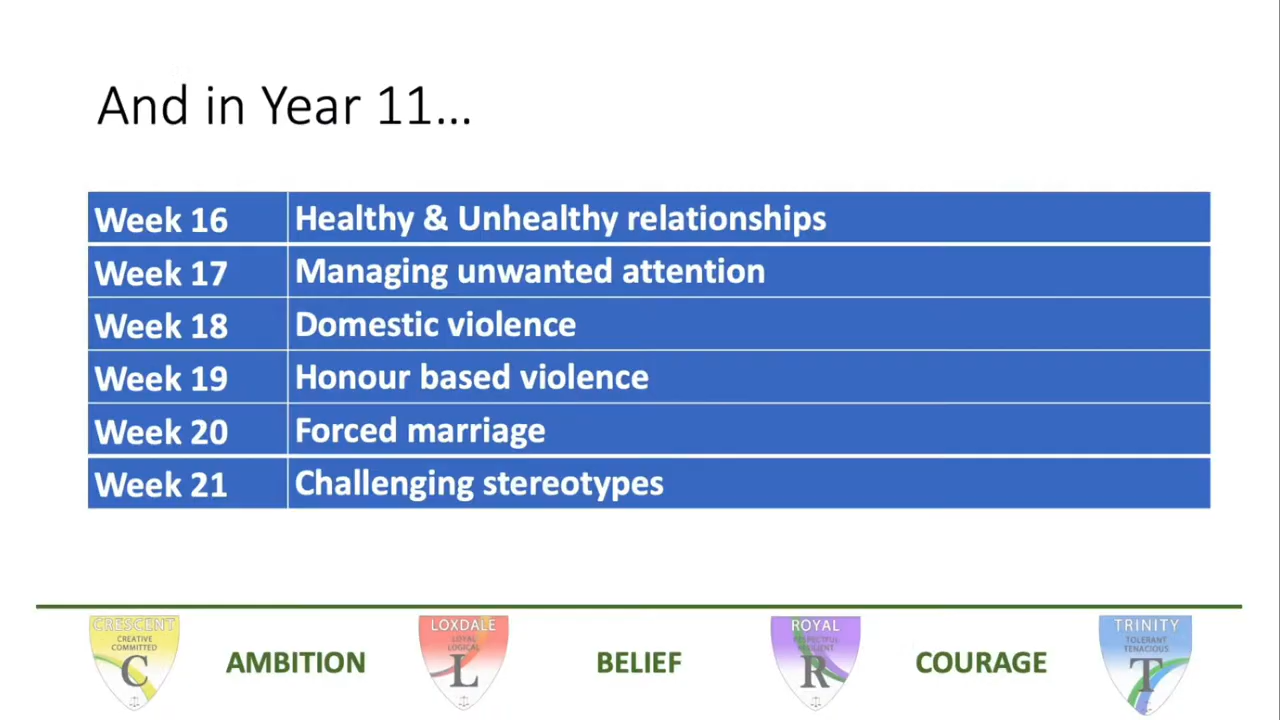 And in Year 11...
Week 16 Healthy & Unhealthy relationships
Week 17 Managing unwanted attention
Week 18 Domestic violence
Week 19 Honour based violence
Week 20 Forced marriage
Week 21 Challenging stereotypes
CRESCENT
CREATIVE
COMMITTED
C
AMBITION
LOXDALE
LOYAL
LOGICAL
L
BELIEF
ROYAL
RESPECTFUL
RESILIENT
R
COURAGE
TRINITY
TOLERANT
TENACIOUS
T